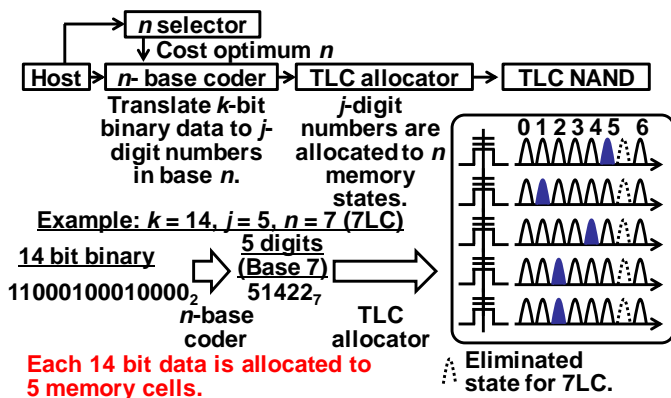 n selector
Cost optimum n
Host
n- base coder
TLC allocator
TLC NAND
Translate k-bit
binary data to j-
digit numbers
in base n.
j-digit
numbers are
allocated to n
memory
states.
0 1 2 3 4 5 6
Example: k = 14, j = 5, n = 7 (7LC)
14 bit binary
11000100010000₂
n-base
coder
5 digits
(Base 7)
51422₇
TLC
allocator
Each 14 bit data is allocated to
5 memory cells.
Eliminated
state for 7LC.